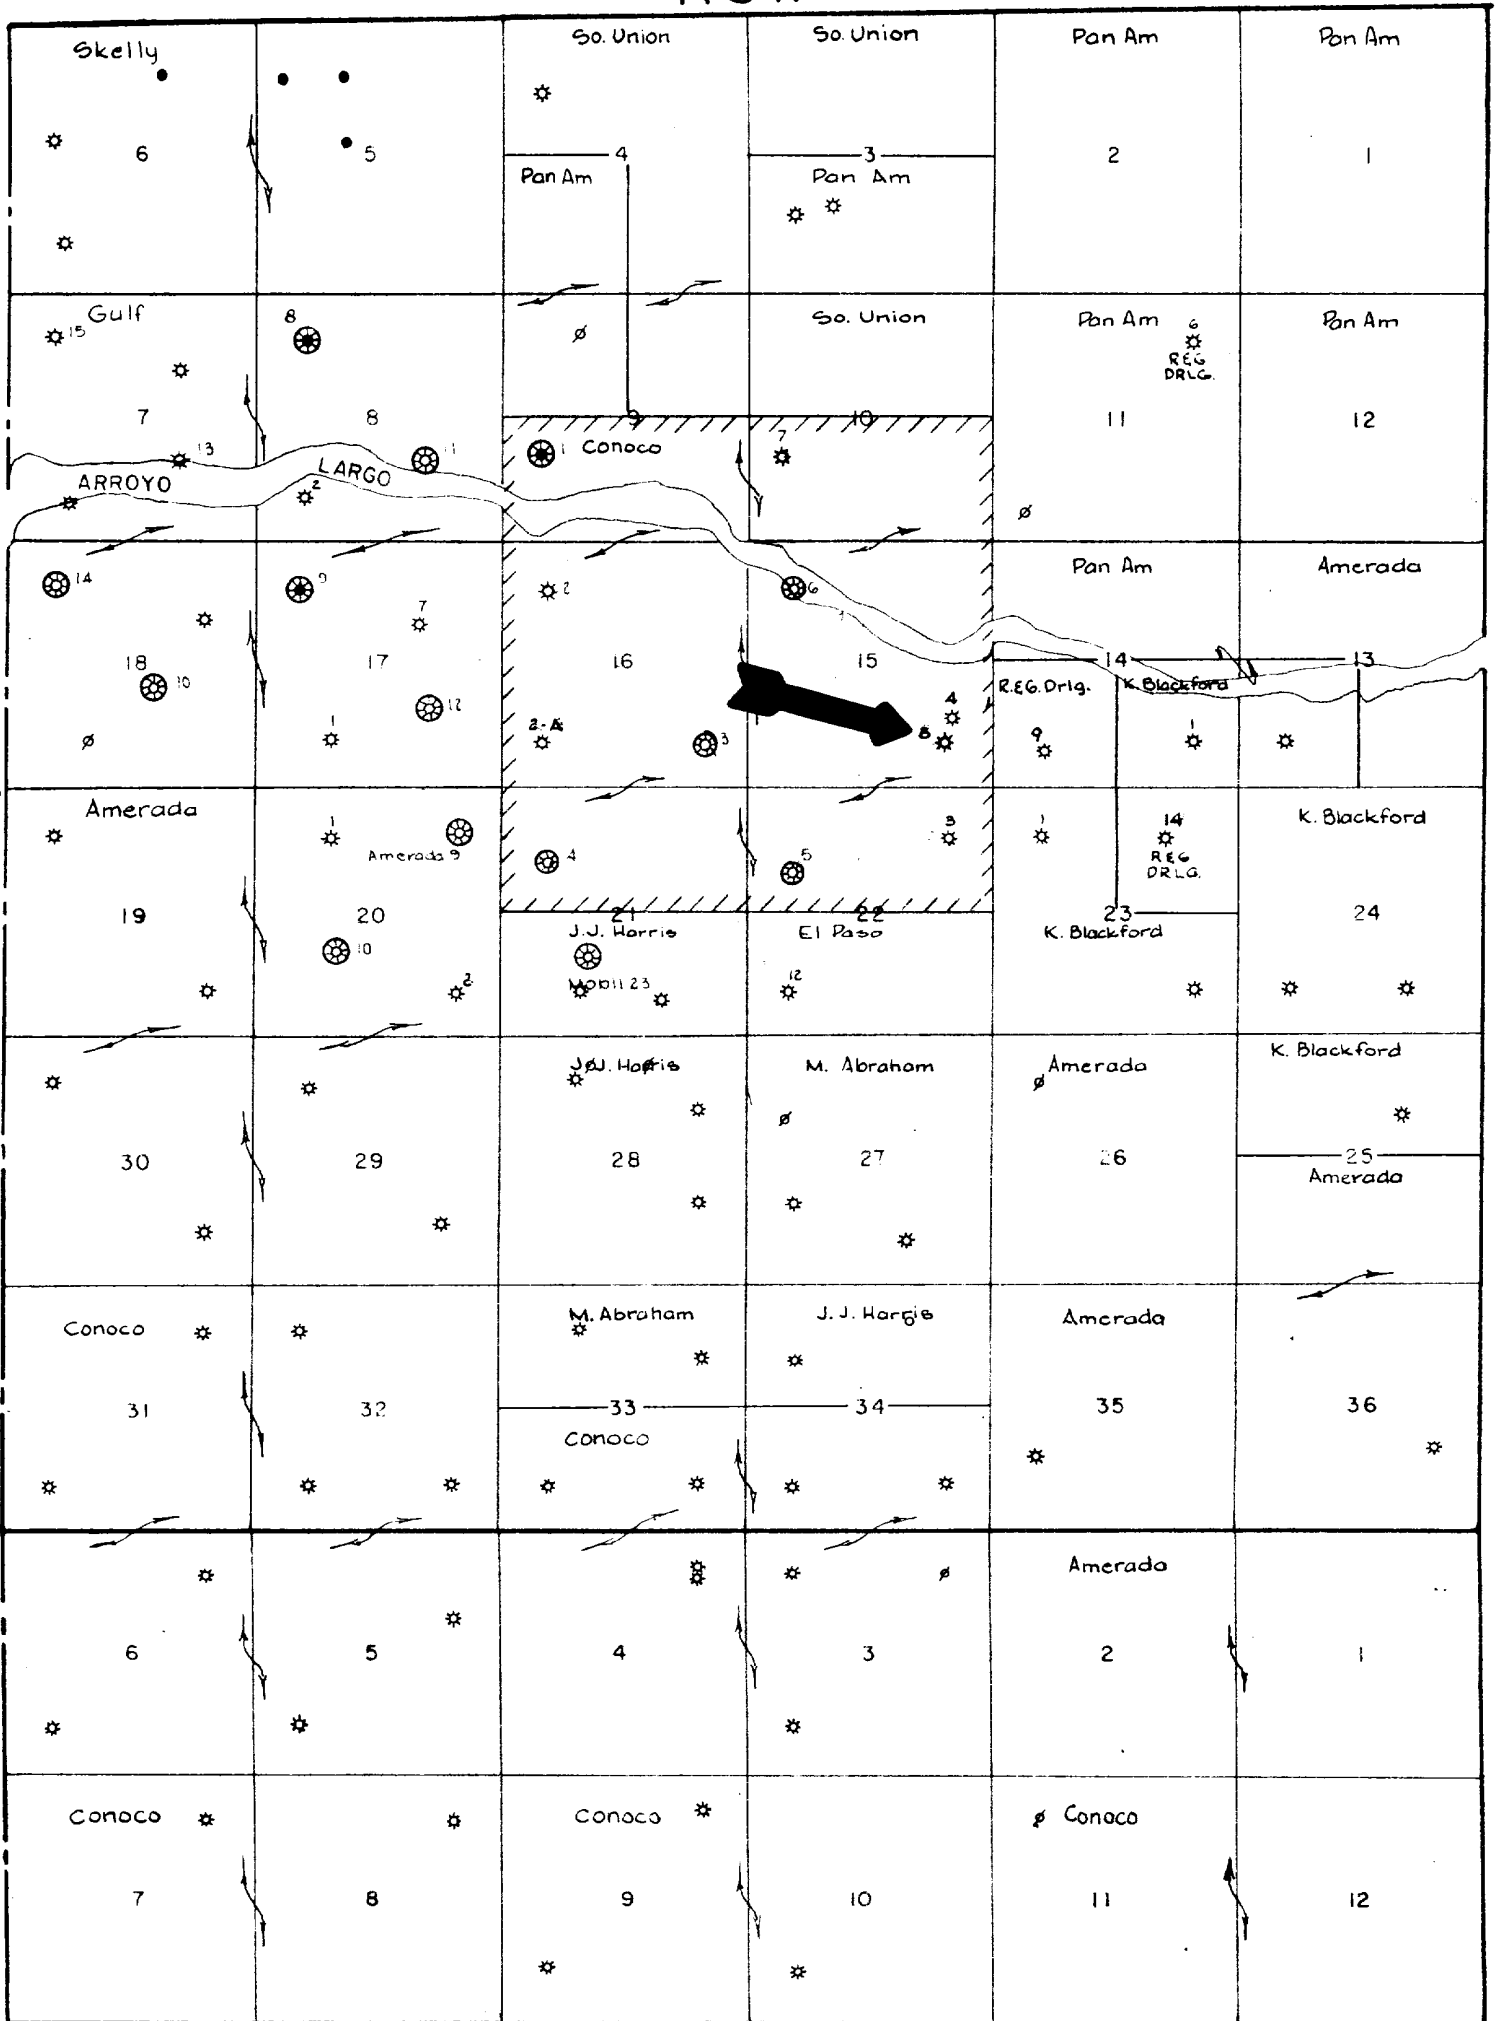 Skelly
So. Union
So. Union
Pan Am
Pan Am
6
5
4
3
2
1
Pan Am
Pan Am
Gulf
8
So. Union
Pan Am
6
Pan Am
15
REG
DRLG.
7
8
9
10
11
12
13
11
1
Conoco
7
ARROYO
LARGO
2
14
9
2
6
Pan Am
Amerada
7
18
17
16
15
14
13
10
12
R.E.G. Drlg.
K. Blackford
4
1
2-A
3
9
1
Amerada
1
Amerada 9
4
5
3
1
14
REG
DRLG.
K. Blackford
19
20
21
22
23
24
J.J. Harris
El Paso
K. Blackford
10
2
Mobil 23
12
J.J. Harris
M. Abraham
Amerada
K. Blackford
30
29
28
27
26
25
Amerada
Conoco
M. Abraham
J. J. Harris
Amerada
31
32
33
34
35
36
Conoco
Amerada
6
5
4
3
2
1
Conoco
Conoco
Conoco
7
8
9
10
11
12